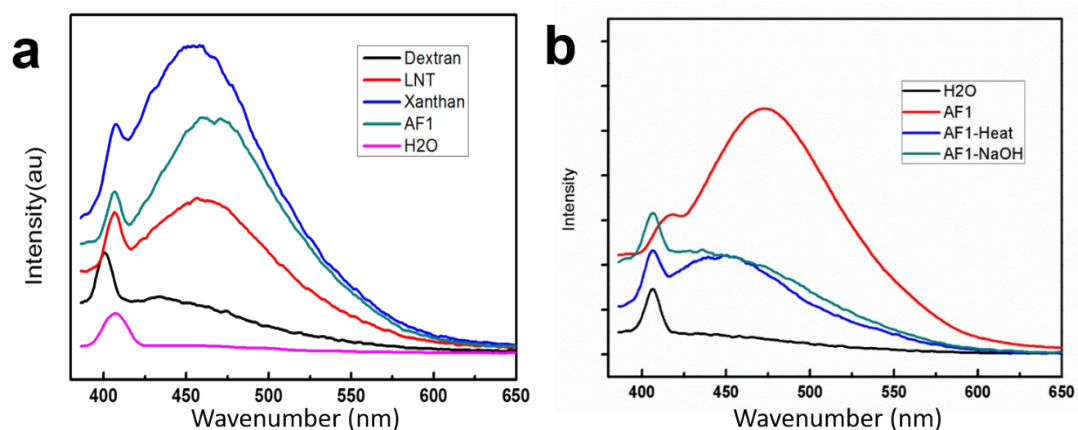 a
Intensity(au)
Dextran
LNT
Xanthan
AF1
H2O
400 450 500 550 600 650
Wavenumber (nm)
b
Intensity
H2O
AF1
AF1-Heat
AF1-NaOH
400 450 500 550 600 650
Wavenumber (nm)